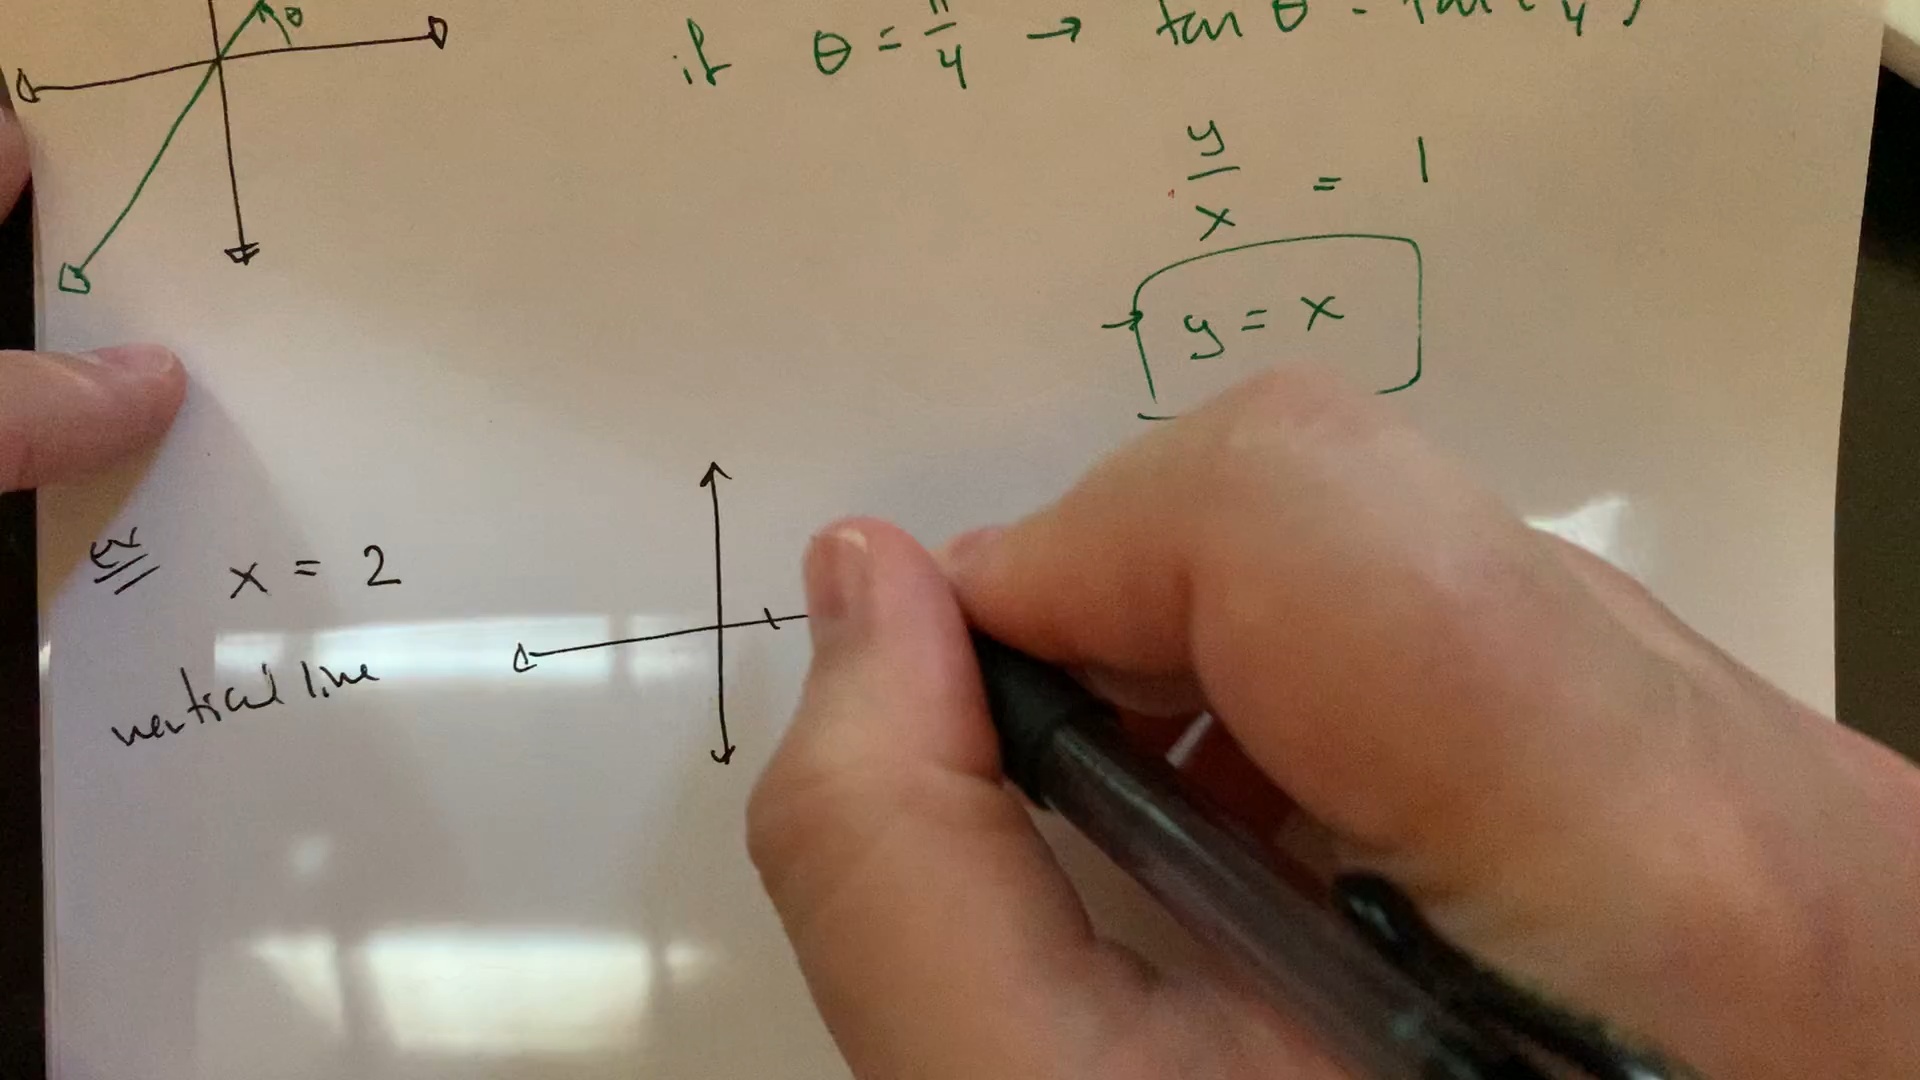 θ
if θ = π/4 → tan θ =
y/x = 1
→ y = x
ex x = 2
vertical line